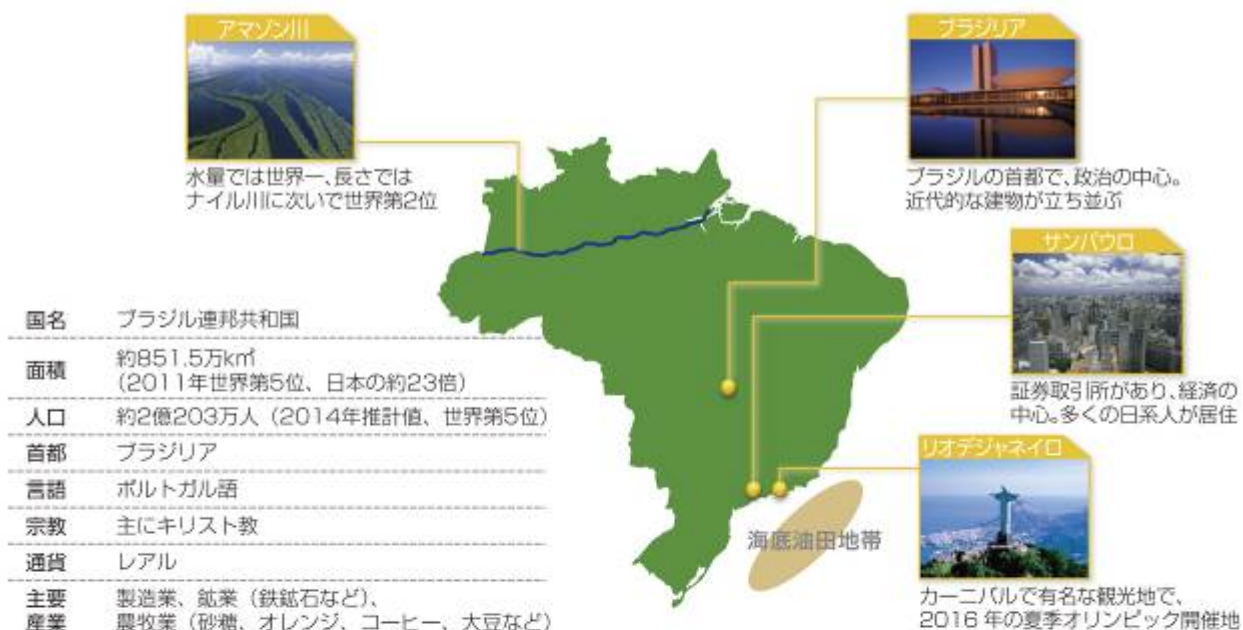 アマゾン川
水量では世界一、長さでは
ナイル川に次いで世界第2位
ブラジリア
ブラジルの首都で、政治の中心。
近代的な建物が立ち並ぶ
サンパウロ
証券取引所があり、経済の
中心。多くの日系人が居住
リオデジャネイロ
カーニバルで有名な観光地で、
2016年の夏季オリンピック開催地
海底油田地帯
国名 ブラジル連邦共和国
面積 約851.5万km²
(2011年世界第5位、日本の約23倍)
人口 約2億203万人（2014年推計値、世界第5位）
首都 ブラジリア
言語 ポルトガル語
宗教 主にキリスト教
通貨 レアル
主要 製造業、鉱業（鉄鉱石など）、
産業 農牧業（砂糖、オレンジ、コーヒー、大豆など）